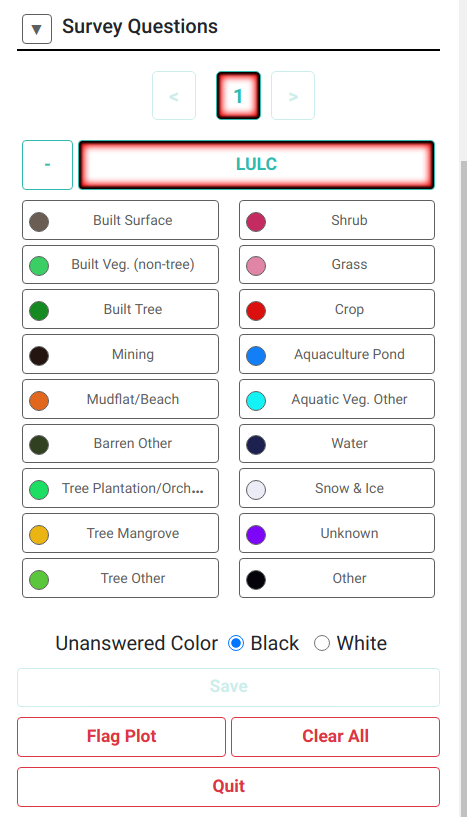 ▼ Survey Questions
< 1 >
- LULC
Built Surface
Shrub
Built Veg. (non-tree)
Grass
Built Tree
Crop
Mining
Aquaculture Pond
Mudflat/Beach
Aquatic Veg. Other
Barren Other
Water
Tree Plantation/Orch...
Snow & Ice
Tree Mangrove
Unknown
Tree Other
Other
Unanswered Color Black White
Save
Flag Plot
Clear All
Quit